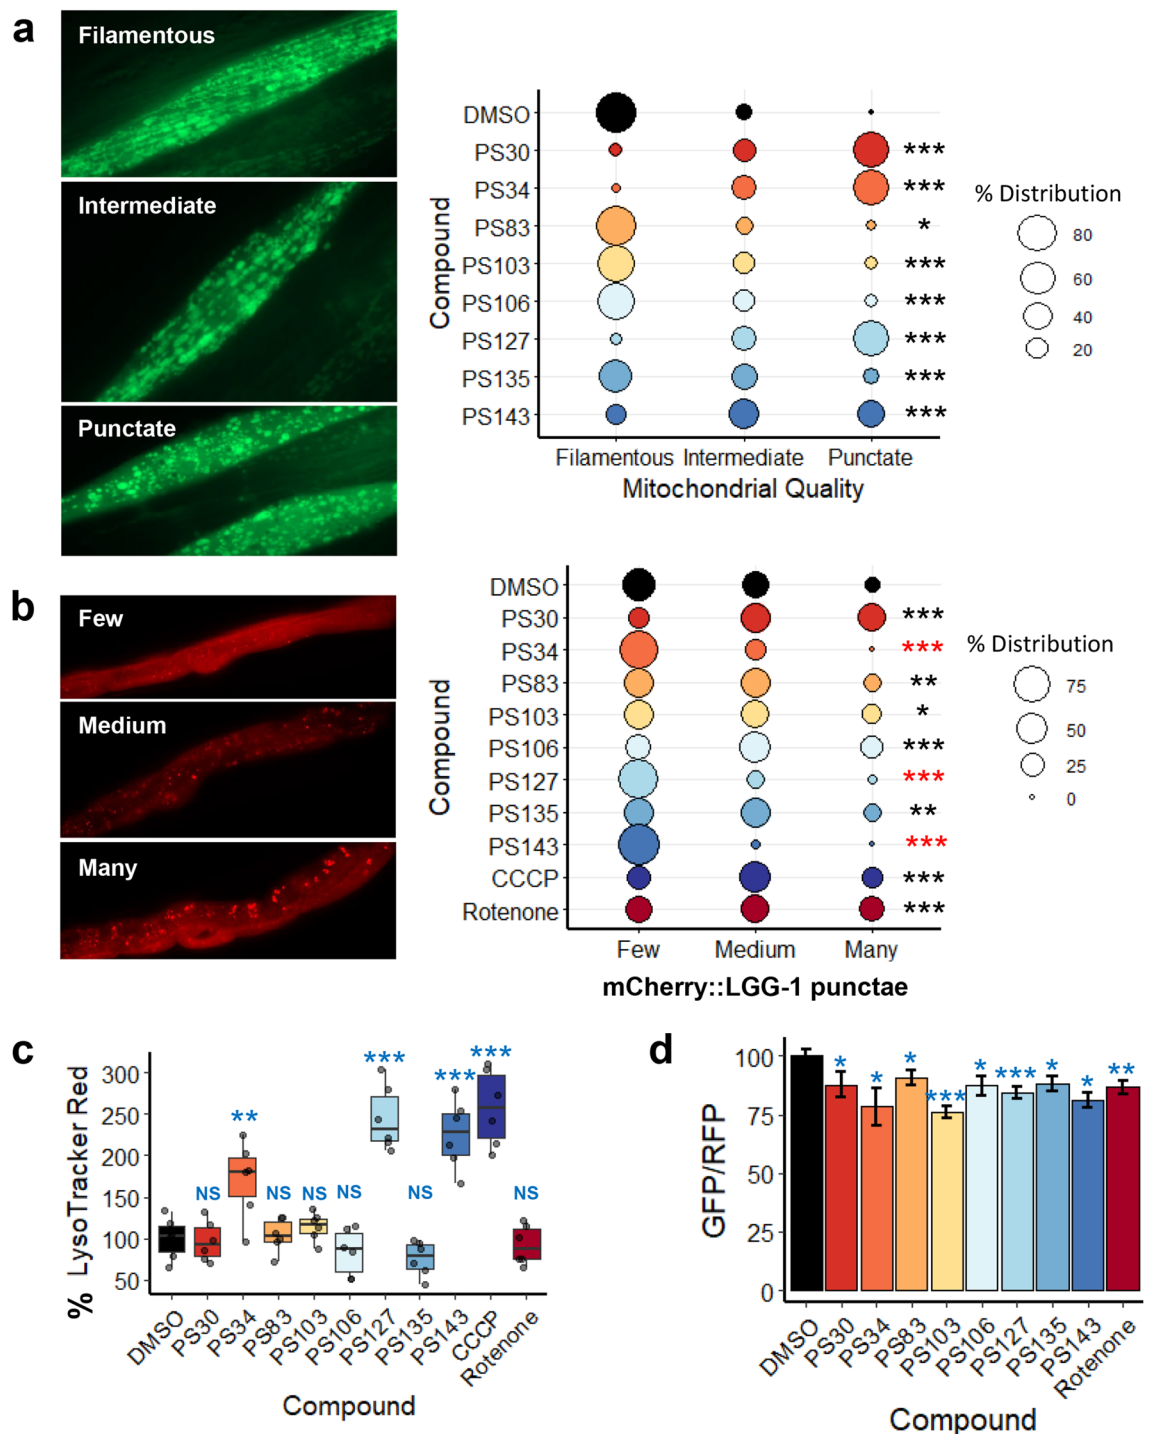 a
Filamentous
Intermediate
Punctate
Compound
DMSO
PS30 ***
PS34 ***
PS83 *
PS103 ***
PS106 ***
PS127 ***
PS135 ***
PS143 ***
Filamentous Intermediate Punctate
Mitochondrial Quality
% Distribution
80
60
40
20
b
Few
Medium
Many
Compound
DMSO
PS30 ***
PS34 ***
PS83 **
PS103 *
PS106 ***
PS127 ***
PS135 **
PS143 ***
CCCP ***
Rotenone ***
Few Medium Many
mCherry::LGG-1 punctae
% Distribution
75
50
25
0
c
% LysoTracker Red
300
250
200
150
100
50
NS ** NS NS NS *** NS *** *** NS
DMSO PS30 PS34 PS83 PS103 PS106 PS127 PS135 PS143 CCCP Rotenone
Compound
d
GFP/RFP
100
75
50
25
0
* * * *** * *** * * **
DMSO PS30 PS34 PS83 PS103 PS106 PS127 PS135 PS143 Rotenone
Compound